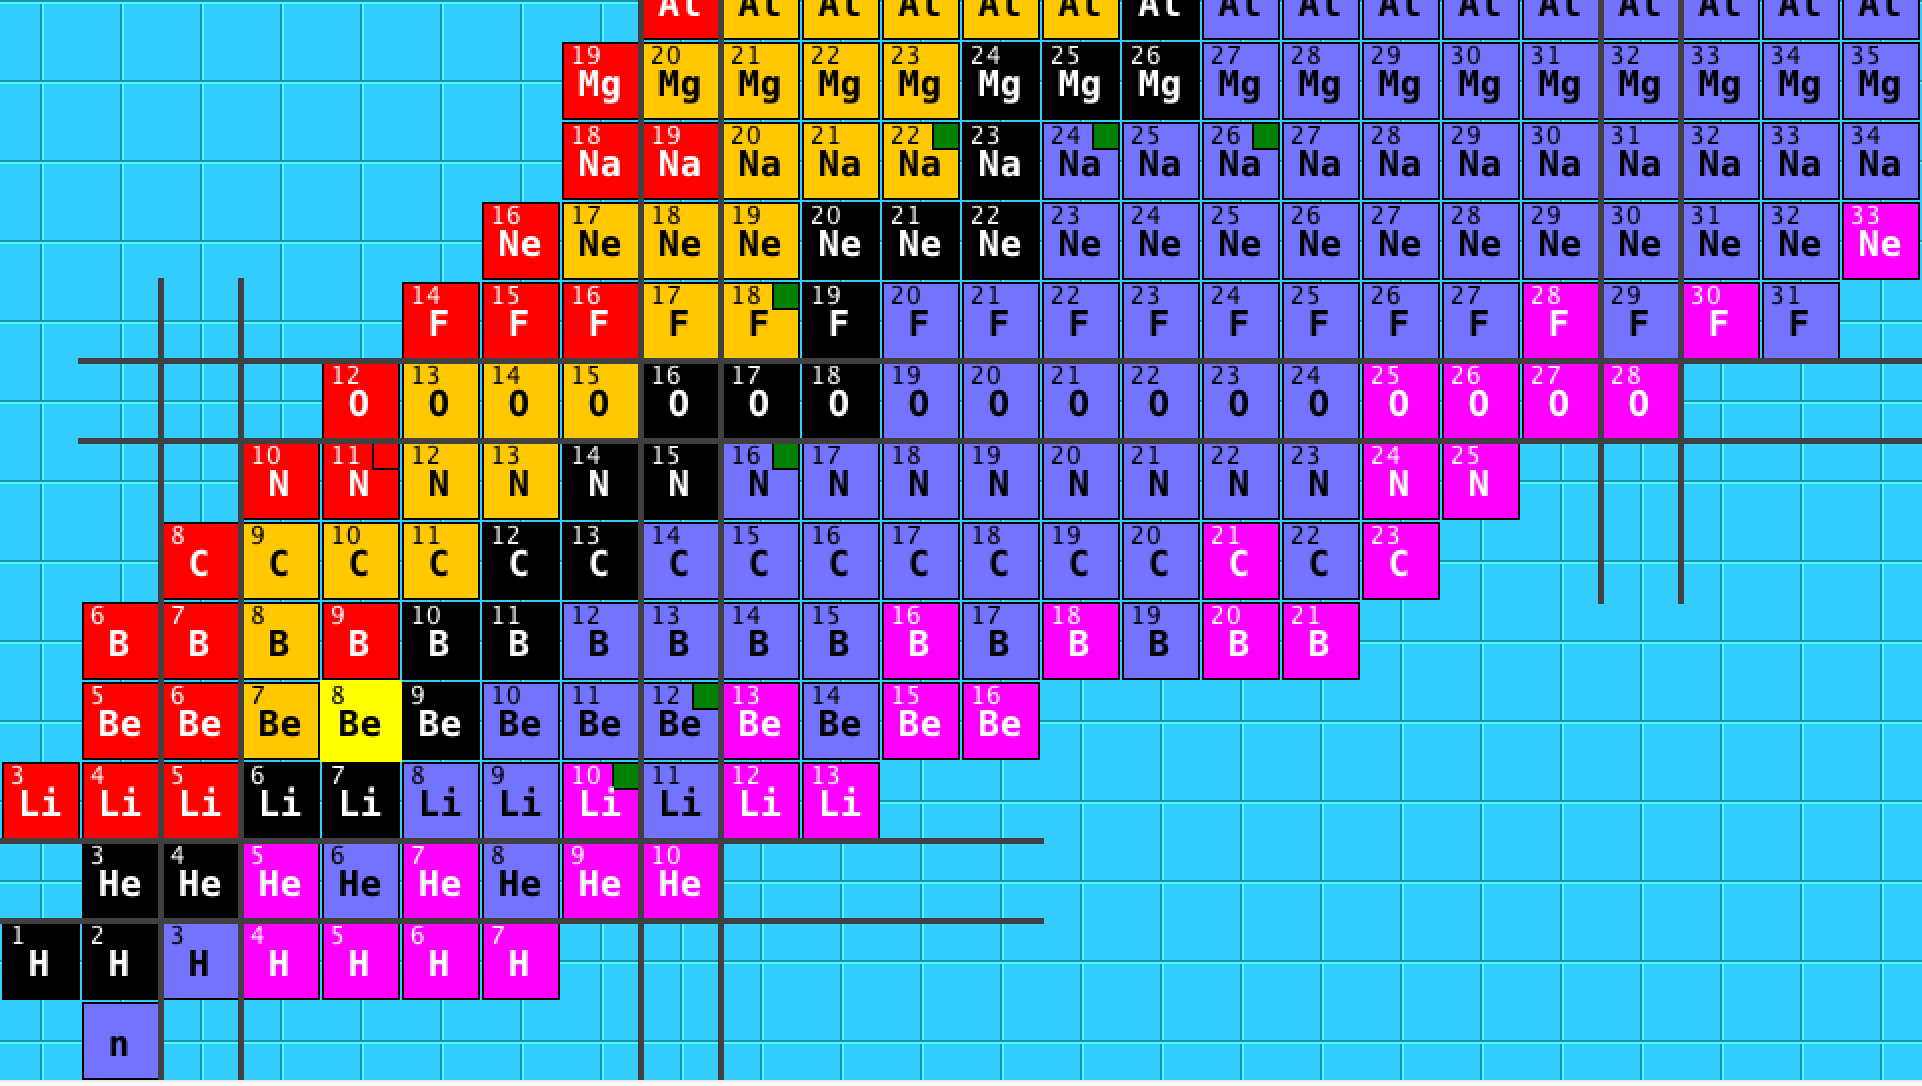 Al Al Al Al Al Al Al Al Al Al Al Al Al Al Al Al
19 20 21 22 23 24 25 26 27 28 29 30 31 32 33 34 35
Mg Mg Mg Mg Mg Mg Mg Mg Mg Mg Mg Mg Mg Mg Mg Mg Mg
18 19 20 21 22 23 24 25 26 27 28 29 30 31 32 33 34
Na Na Na Na Na Na Na Na Na Na Na Na Na Na Na Na Na
16 17 18 19 20 21 22 23 24 25 26 27 28 29 30 31 32 33
Ne Ne Ne Ne Ne Ne Ne Ne Ne Ne Ne Ne Ne Ne Ne Ne Ne Ne
14 15 16 17 18 19 20 21 22 23 24 25 26 27 28 29 30 31
F F F F F F F F F F F F F F F F F F
12 13 14 15 16 17 18 19 20 21 22 23 24 25 26 27 28
O O O O O O O O O O O O O O O O O
10 11 12 13 14 15 16 17 18 19 20 21 22 23 24 25
N N N N N N N N N N N N N N N N
8 9 10 11 12 13 14 15 16 17 18 19 20 21 22 23
C C C C C C C C C C C C C C C C
6 7 8 9 10 11 12 13 14 15 16 17 18 19 20 21
B B B B B B B B B B B B B B B B
5 6 7 8 9 10 11 12 13 14 15 16
Be Be Be Be Be Be Be Be Be Be Be Be
3 4 5 6 7 8 9 10 11 12 13
Li Li Li Li Li Li Li Li Li Li Li
3 4 5 6 7 8 9 10
He He He He He He He He
1 2 3 4 5 6 7
H H H H H H H
n